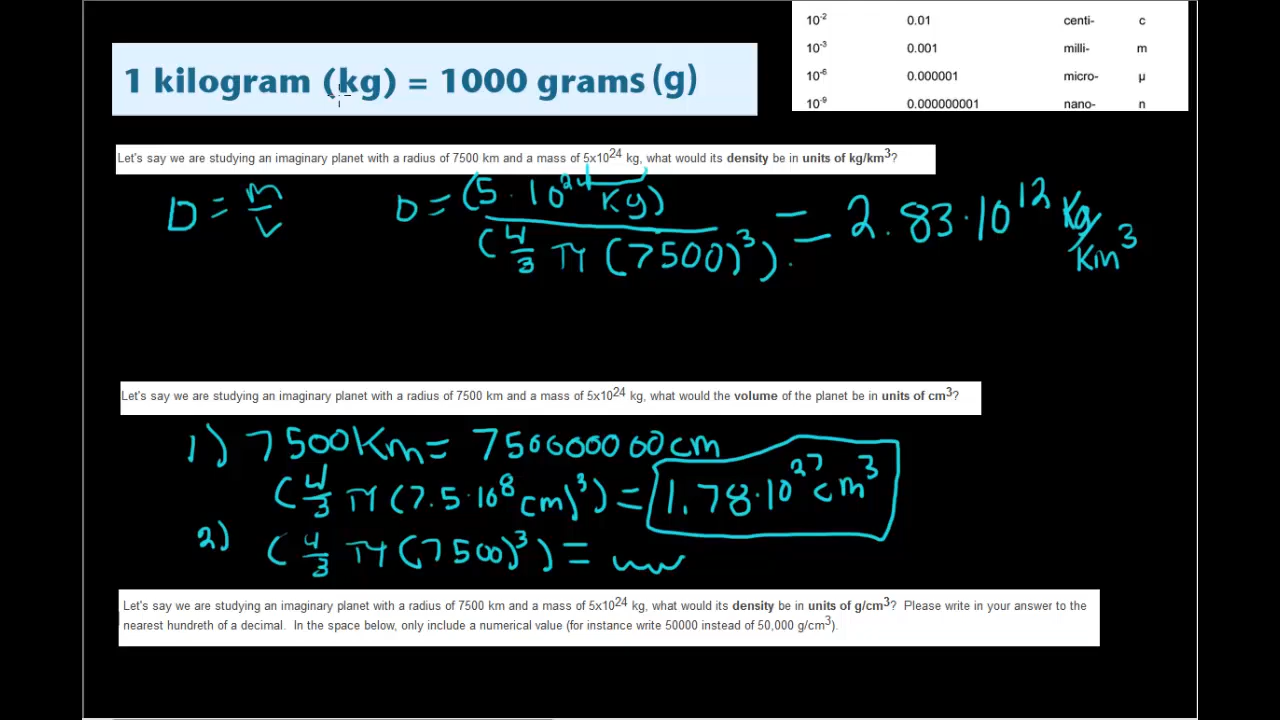 10-2 0.01 centi- c
10-3 0.001 milli- m
10-6 0.000001 micro- µ
10-9 0.000000001 nano- n
1 kilogram (kg) = 1000 grams (g)
Let's say we are studying an imaginary planet with a radius of 7500 km and a mass of 5x10^24 kg, what would its density be in units of kg/km^3?
D = m/V D = (5 · 10^24 Kg) / (4/3 π (7500)^3) = 2.83 · 10^12 Kg/Km^3
Let's say we are studying an imaginary planet with a radius of 7500 km and a mass of 5x10^24 kg, what would the volume of the planet be in units of cm^3?
1) 7500Km = 750000000cm
(4/3 π (7.5 · 10^8 cm)^3) = 1.78 · 10^27 cm^3
2) (4/3 π (7500)^3) =
Let's say we are studying an imaginary planet with a radius of 7500 km and a mass of 5x10^24 kg, what would its density be in units of g/cm^3? Please write in your answer to the
nearest hundreth of a decimal. In the space below, only include a numerical value (for instance write 50000 instead of 50,000 g/cm^3).